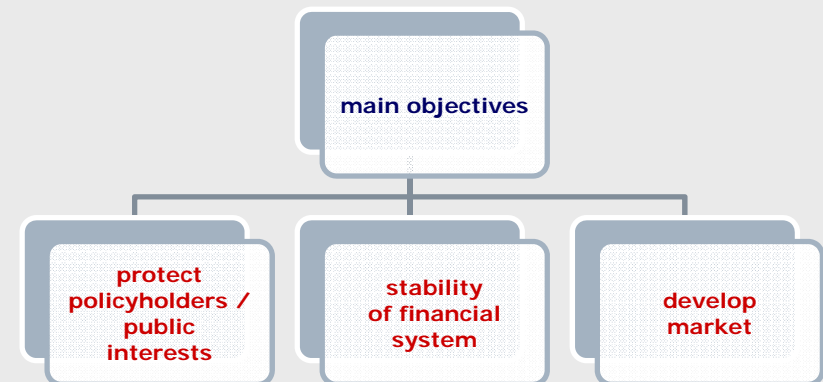 main objectives
protect
policyholders /
public
interests
stability
of financial
system
develop
market